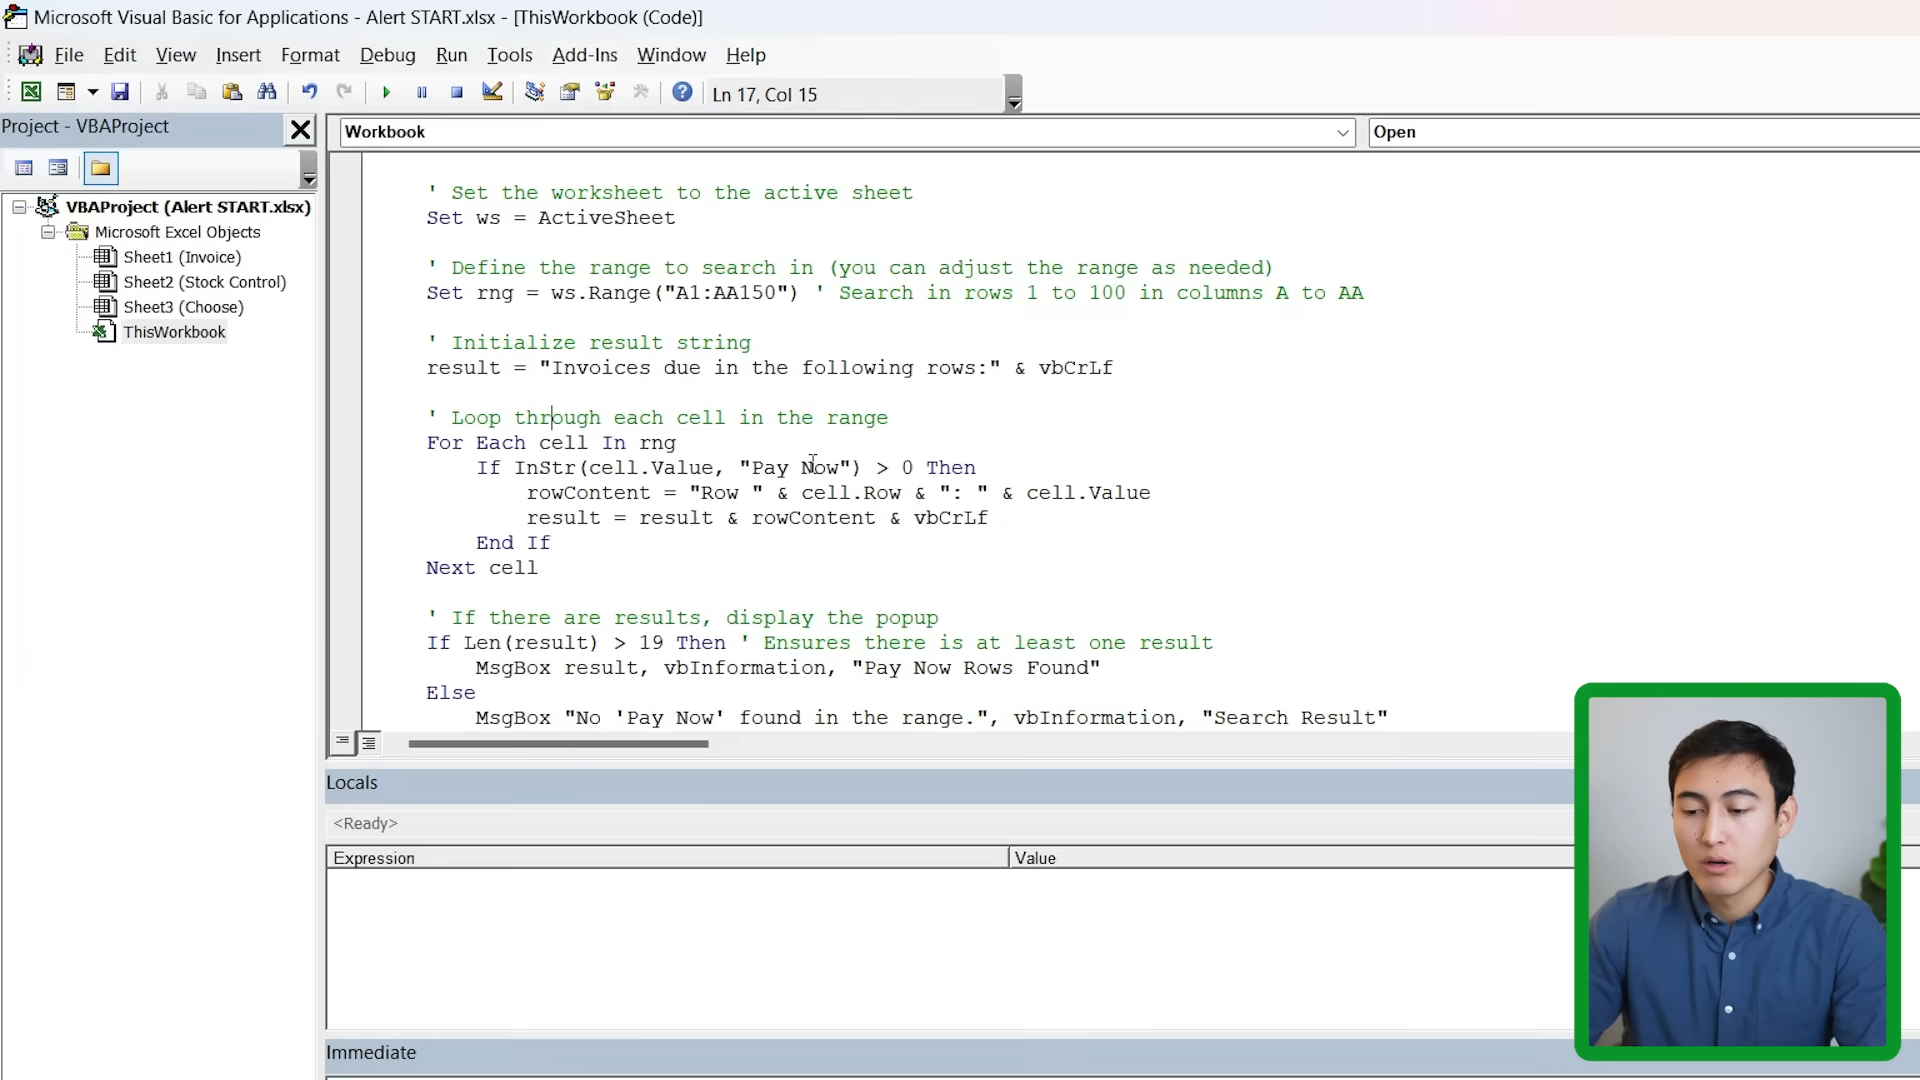 Microsoft Visual Basic for Applications - Alert START.xlsx - [ThisWorkbook (Code)]
File Edit View Insert Format Debug Run Tools Add-Ins Window Help
Ln 17, Col 15
Project - VBAProject
Workbook
Open
VBAProject (Alert START.xlsx)
Microsoft Excel Objects
Sheet1 (Invoice)
Sheet2 (Stock Control)
Sheet3 (Choose)
ThisWorkbook
' Set the worksheet to the active sheet
Set ws = ActiveSheet
' Define the range to search in (you can adjust the range as needed)
Set rng = ws.Range("A1:AA150") ' Search in rows 1 to 100 in columns A to AA
' Initialize result string
result = "Invoices due in the following rows:" & vbCrLf
' Loop through each cell in the range
For Each cell In rng
If InStr(cell.Value, "Pay Now") > 0 Then
rowContent = "Row " & cell.Row & ": " & cell.Value
result = result & rowContent & vbCrLf
End If
Next cell
' If there are results, display the popup
If Len(result) > 19 Then ' Ensures there is at least one result
MsgBox result, vbInformation, "Pay Now Rows Found"
Else
MsgBox "No 'Pay Now' found in the range.", vbInformation, "Search Result"
Locals
<Ready>
Expression
Value
Immediate